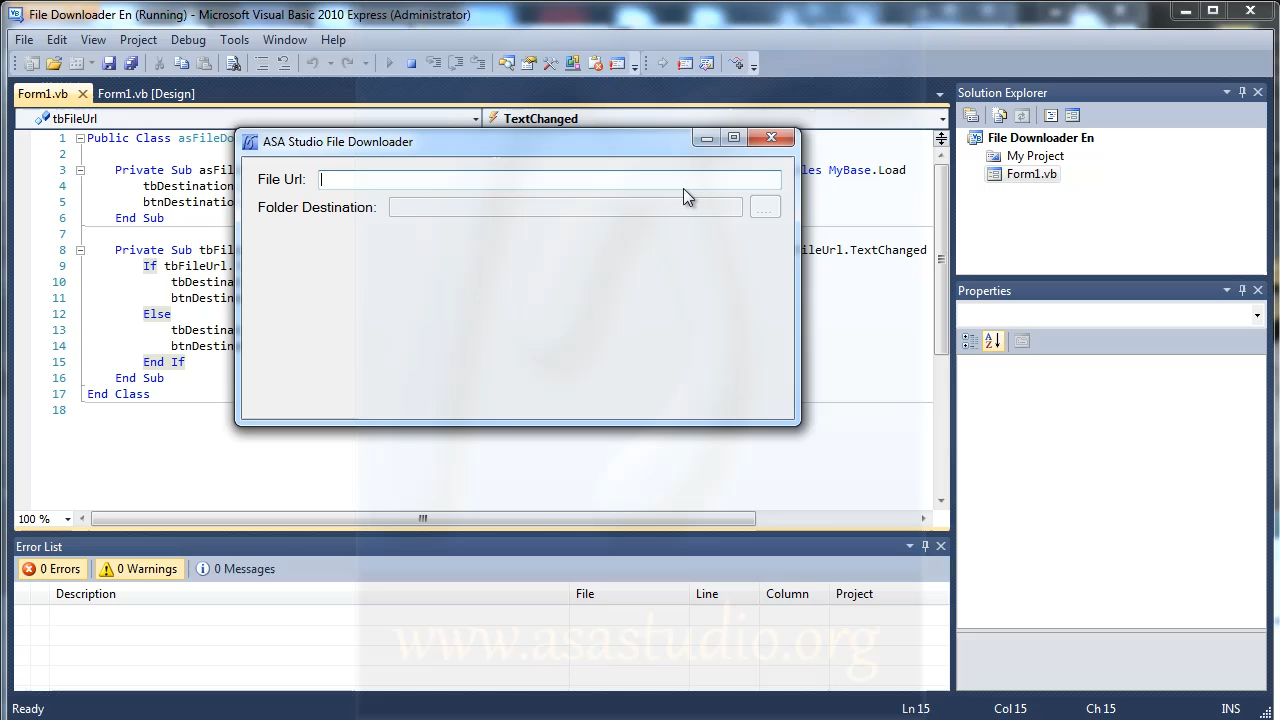 File Downloader En (Running) - Microsoft Visual Basic 2010 Express (Administrator)
File Edit View Project Debug Tools Window Help
Form1.vb Form1.vb [Design]
tbFileUrl TextChanged
1 Public Class asFileDo
2
3 Private Sub asFil les MyBase.Load
4 tbDestination
5 btnDestin
6 End Sub
7
8 Private Sub tbFil ileUrl.TextChanged
9 If tbFileUrl.
10 tbDestina
11 btnDestin
12 Else
13 tbDestina
14 btnDestin
15 End If
16 End Sub
17 End Class
18
ASA Studio File Downloader
File Url:
Folder Destination: ....
100 %
Solution Explorer
File Downloader En
My Project
Form1.vb
Properties
Error List
0 Errors 0 Warnings 0 Messages
Description File Line Column Project
www.asastudio.org
Ready Ln 15 Col 15 Ch 15 INS